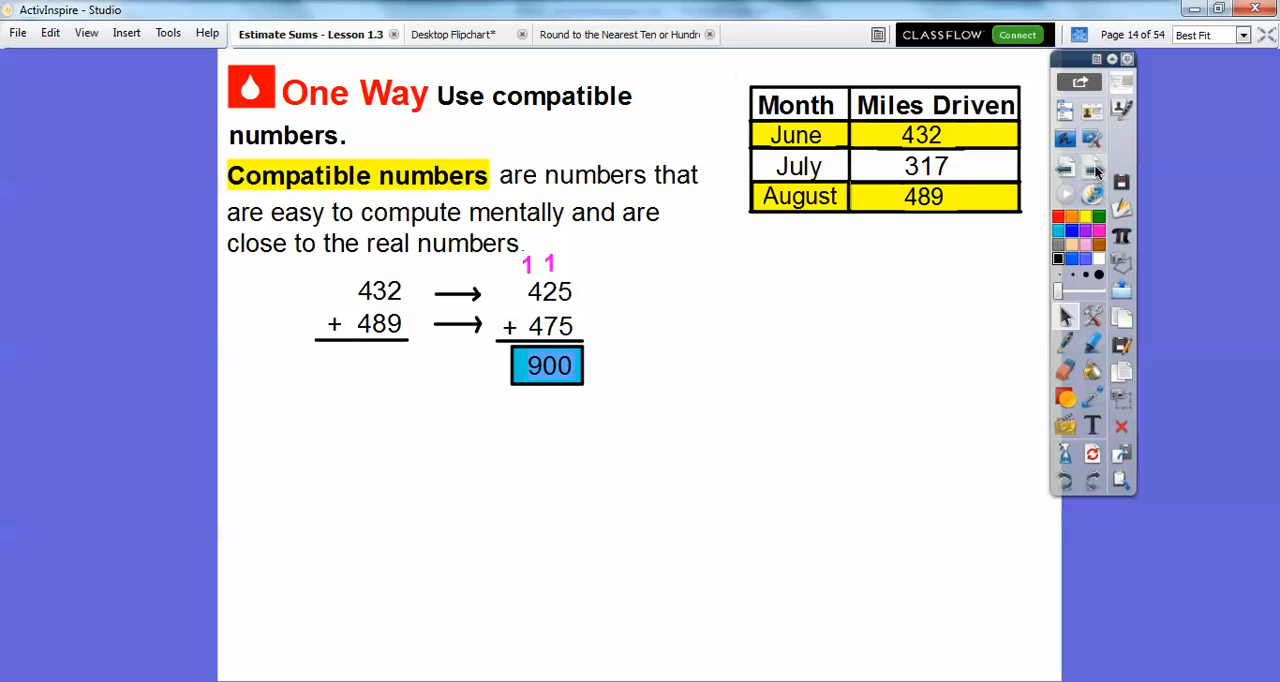 ActivInspire - Studio
File Edit View Insert Tools Help
Estimate Sums - Lesson 1.3
Desktop Flipchart*
Round to the Nearest Ten or Hundr
CLASSFLOW Connect
Page 14 of 54
Best Fit
One Way Use compatible
numbers.
Compatible numbers are numbers that
are easy to compute mentally and are
close to the real numbers.
1 1
432 → 425
+ 489 → + 475
900
Month Miles Driven
June 432
July 317
August 489